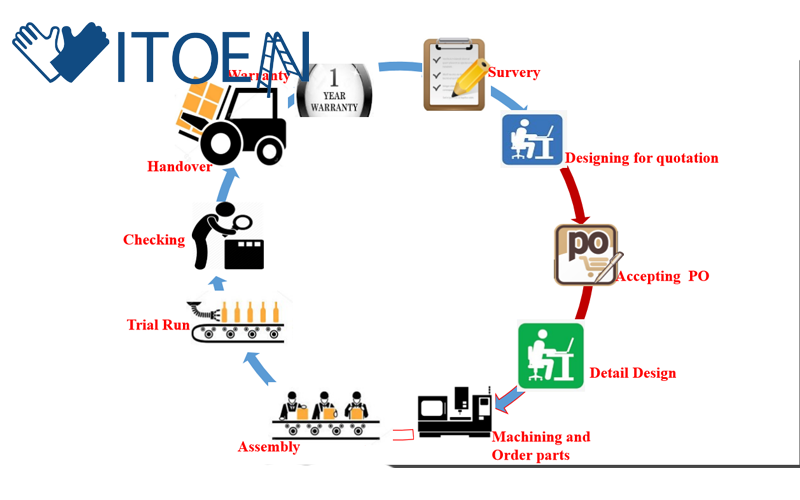 ITOEN
Warranty
1
YEAR
WARRANTY
Survery
Designing for quotation
po
Accepting PO
Detail Design
Machining and
Order parts
Assembly
Trial Run
Checking
Handover